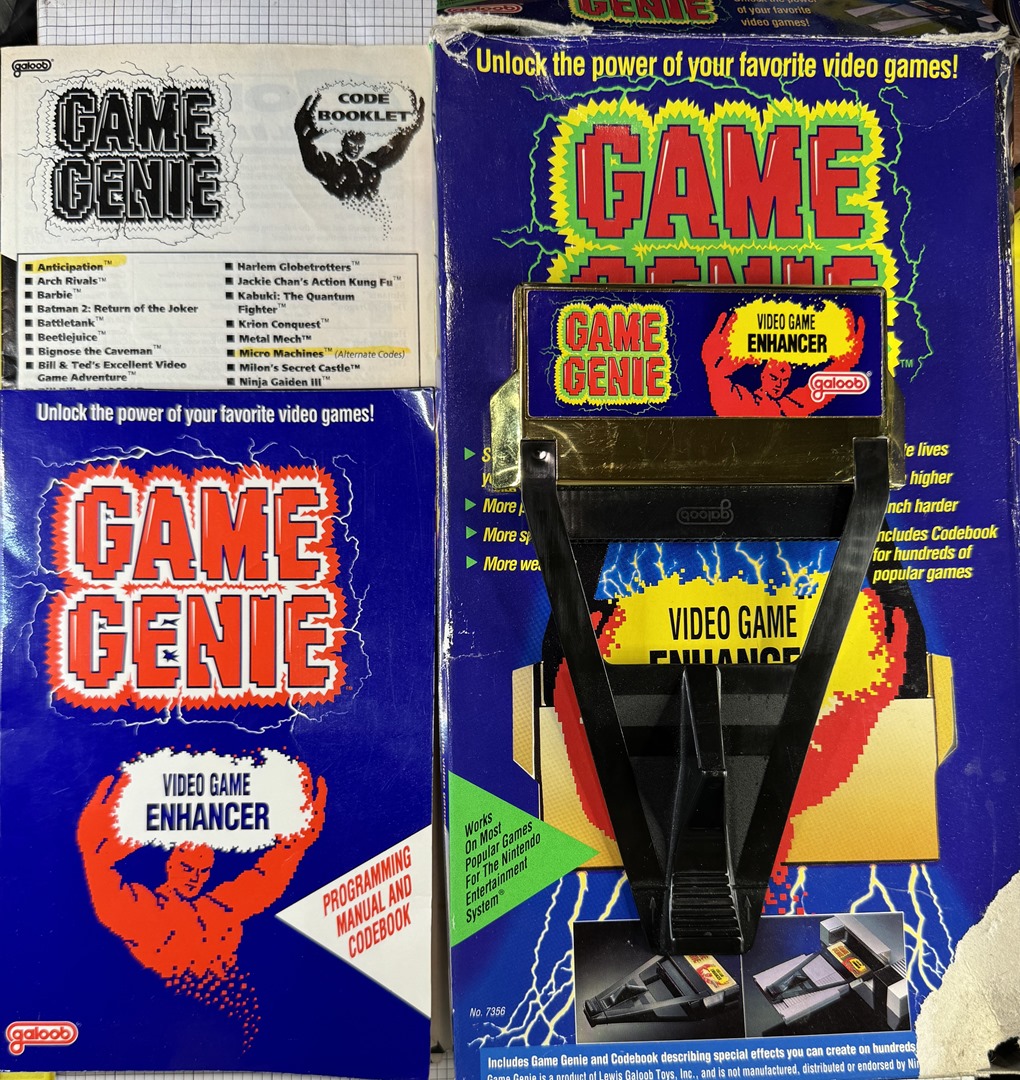 GENIE
of your favorite
video games!
galoob
GAME
GENIE
CODE
BOOKLET
■ Anticipation™
■ Arch Rivals™
■ Barbie™
■ Batman 2: Return of the Joker
■ Battletank™
■ Beetlejuice™
■ Bignose the Caveman™
■ Bill & Ted's Excellent Video
Game Adventure™
■ Harlem Globetrotters™
■ Jackie Chan's Action Kung Fu™
■ Kabuki: The Quantum
Fighter™
■ Krion Conquest™
■ Metal Mech™
■ Micro Machines™ (Alternate Codes)
■ Milon's Secret Castle™
■ Ninja Gaiden III™
Unlock the power of your favorite video games!
GAME
GENIE
™
VIDEO GAME
ENHANCER
PROGRAMMING
MANUAL AND
CODEBOOK
galoob
Unlock the power of your favorite video games!
GAME
GENIE
™
GAME
GENIE
VIDEO GAME
ENHANCER
galoob
galoob
More
More
More
lives
higher
harder
Includes Codebook
for hundreds of
popular games
VIDEO GAME
ENHANCE
Works
On Most
Popular Games
For The Nintendo
Entertainment
System®
No. 7356
Includes Game Genie and Codebook describing special effects you can create on hundreds
Game Genie is a product of Lewis Galoob Toys, Inc., and is not manufactured, distributed or endorsed by Nin